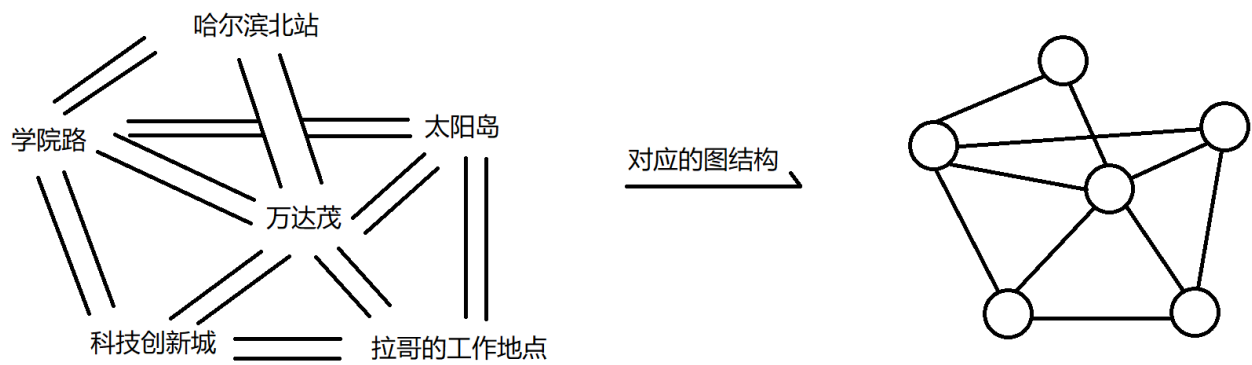 哈尔滨北站
学院路
太阳岛
对应的图结构
万达茂
科技创新城
拉哥的工作地点